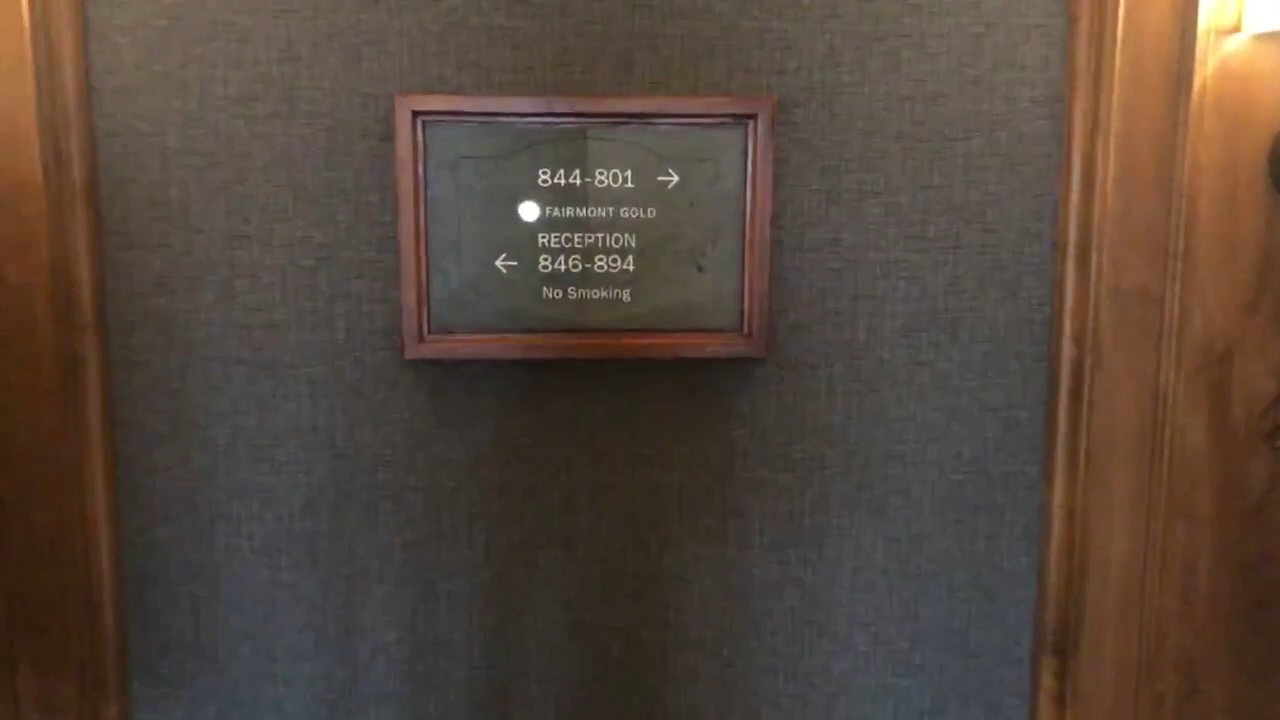 844-801 →
FAIRMONT GOLD
RECEPTION
← 846-894
No Smoking